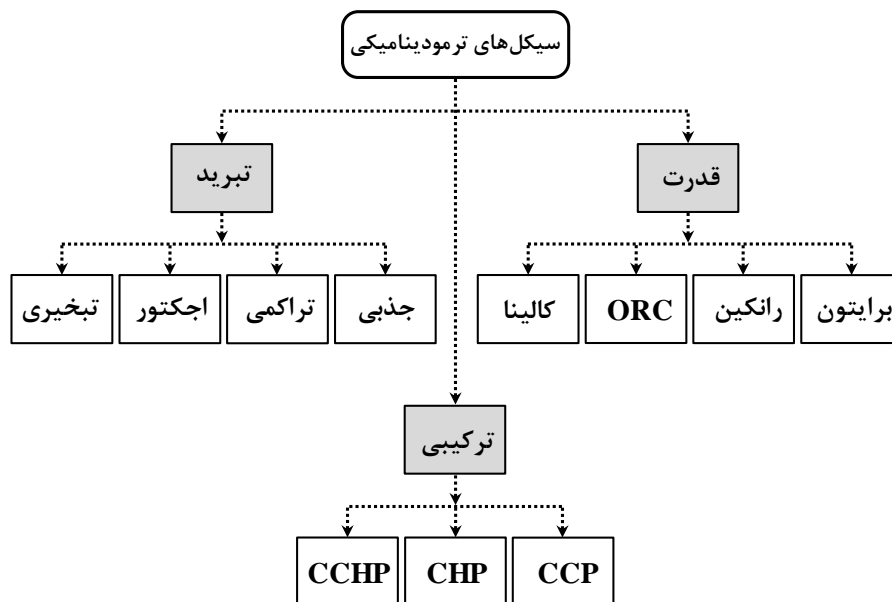 سیکل‌های ترمودینامیکی
قدرت
تبرید
برایتون
رانکین
ORC
کالینا
جذبی
تراکمی
اجکتور
تبخیری
ترکیبی
CCP
CHP
CCHP